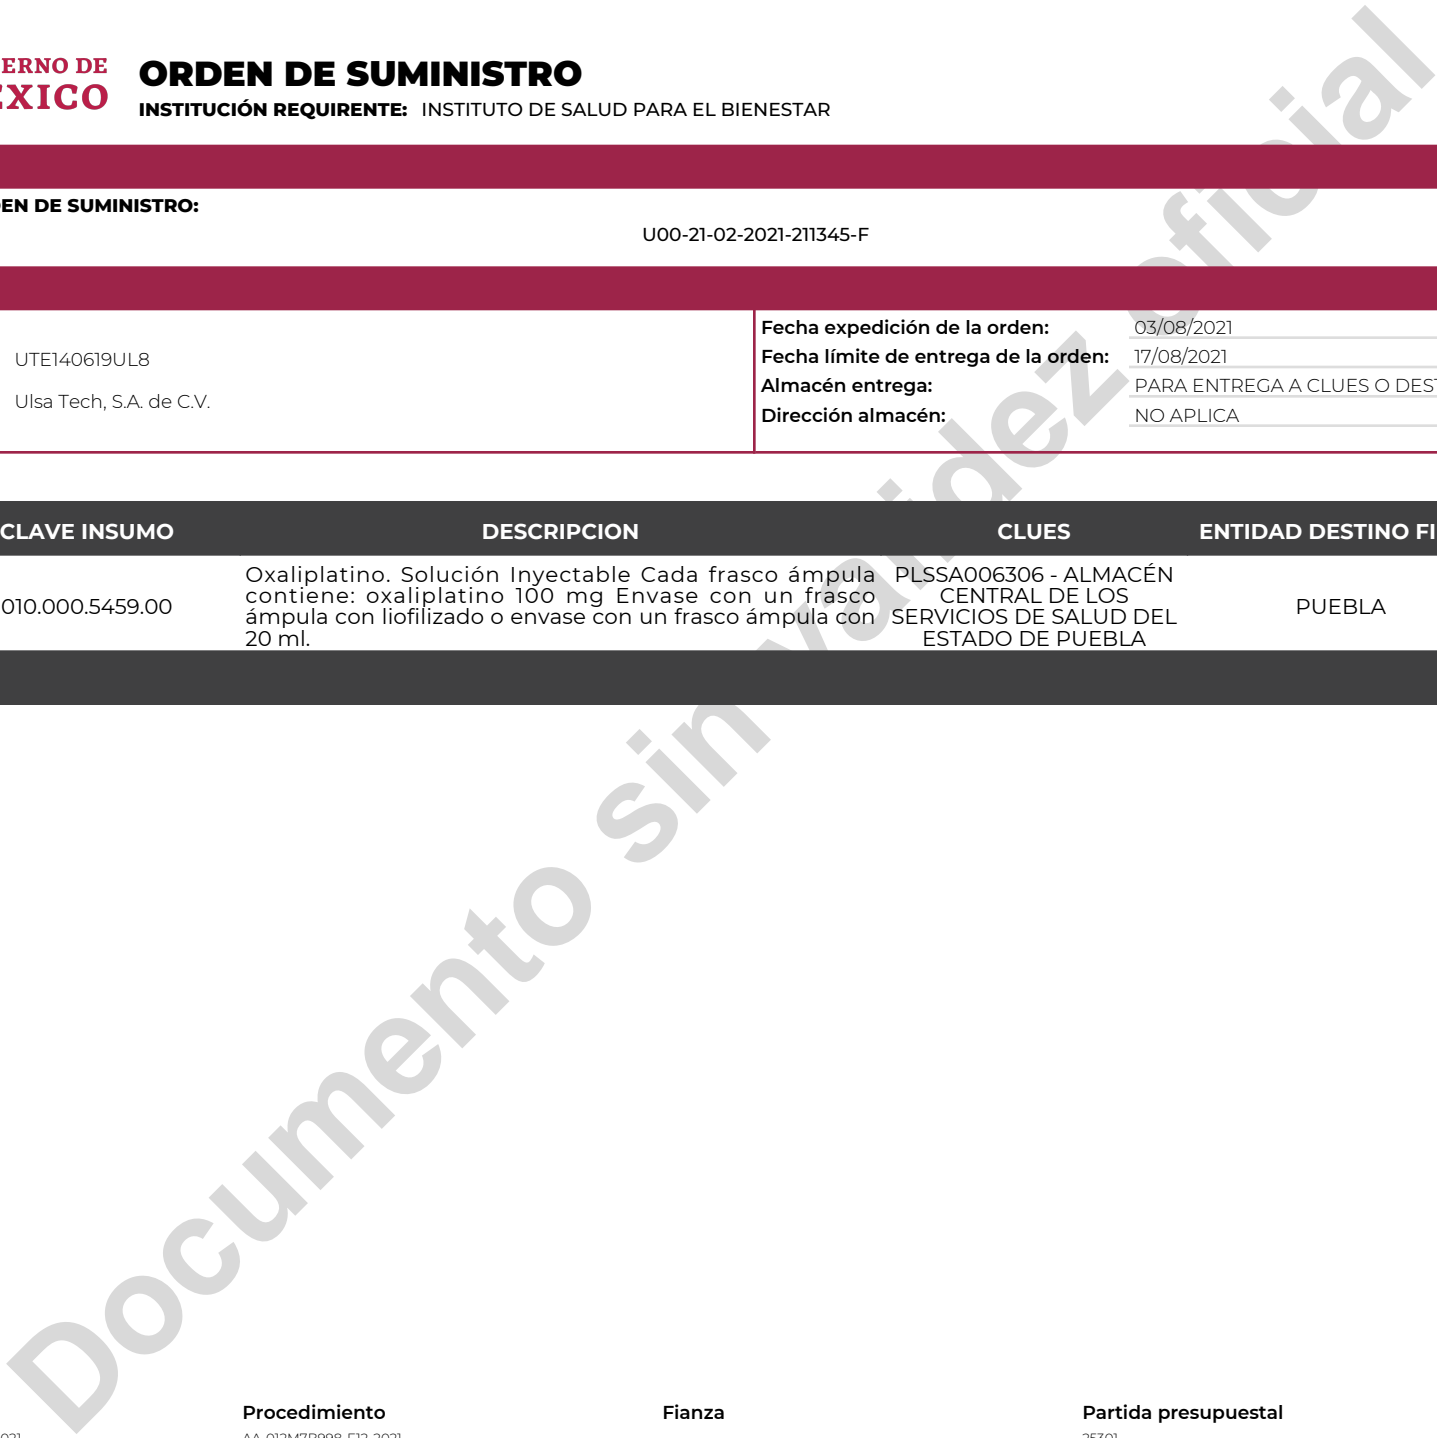 ERNO DE
ORDEN DE SUMINISTRO
EXICO
INSTITUCIÓN REQUIRENTE: INSTITUTO DE SALUD PARA EL BIENESTAR
EN DE SUMINISTRO:
U00-21-02-2021-211345-F
UTE140619UL8
Ulsa Tech, S.A. de C.V.
Fecha expedición de la orden: 03/08/2021
Fecha límite de entrega de la orden: 17/08/2021
Almacén entrega: PARA ENTREGA A CLUES O DEST
Dirección almacén: NO APLICA
CLAVE INSUMO DESCRIPCION CLUES ENTIDAD DESTINO FI
010.000.5459.00
Oxaliplatino. Solución Inyectable Cada frasco ámpula
contiene: oxaliplatino 100 mg Envase con un frasco
ámpula con liofilizado o envase con un frasco ámpula con
20 ml.
PLSSA006306 - ALMACÉN
CENTRAL DE LOS
SERVICIOS DE SALUD DEL
ESTADO DE PUEBLA
PUEBLA
Documento sin validez oficial
Procedimiento Fianza Partida presupuestal